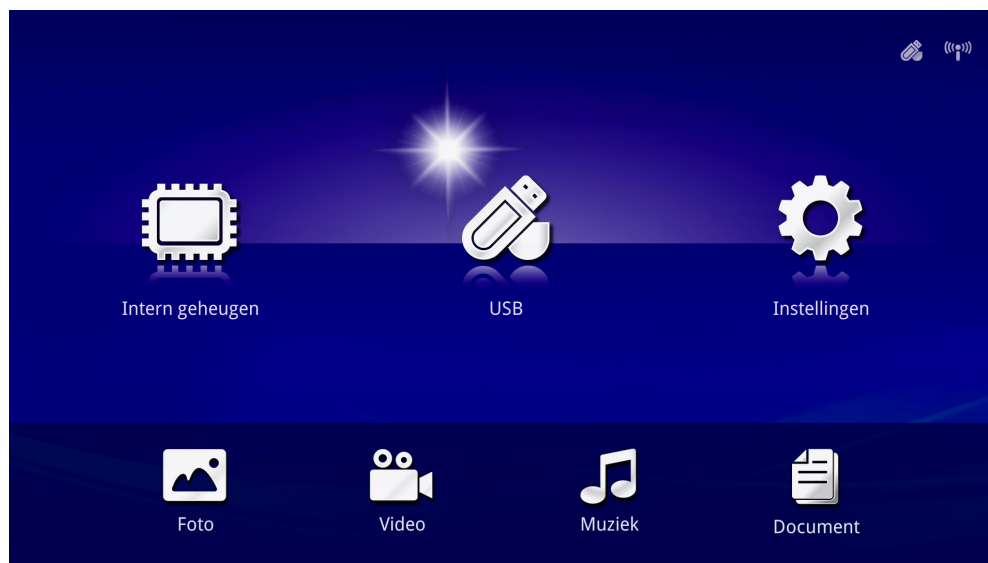 Intern geheugen
USB
Instellingen
Foto
Video
Muziek
Document